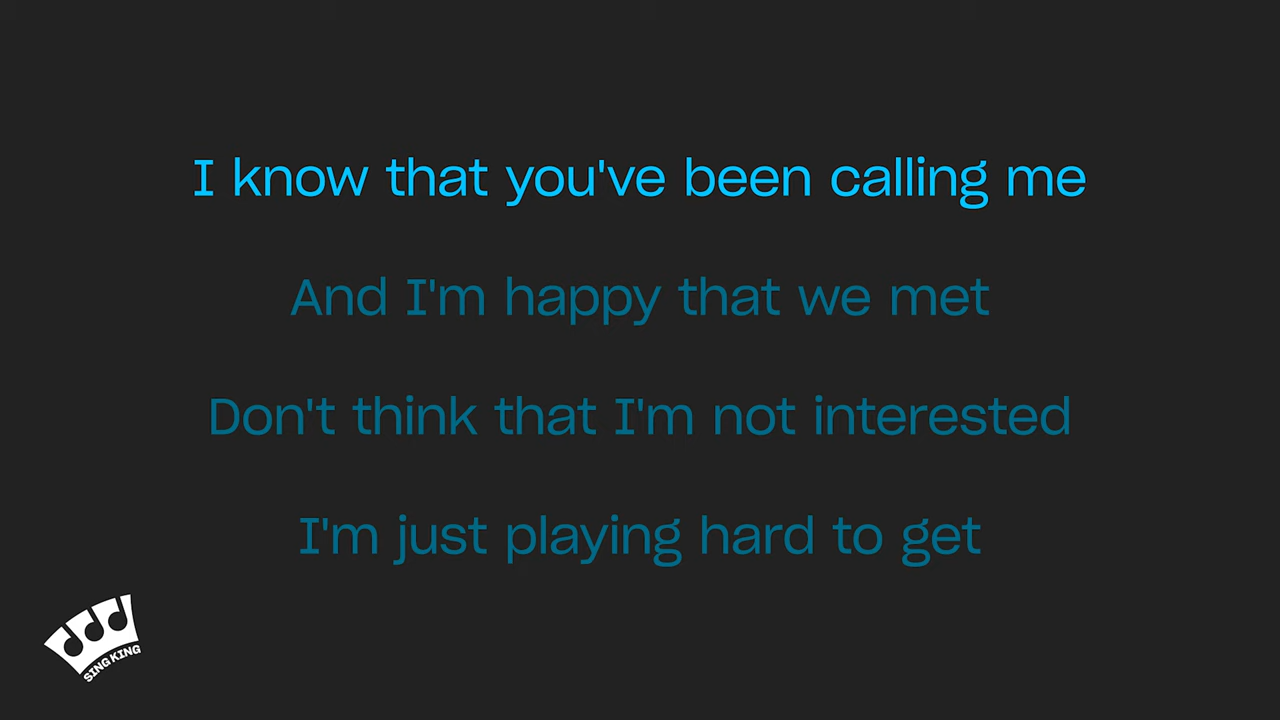 I know that you've been calling me
And I'm happy that we met
Don't think that I'm not interested
I'm just playing hard to get
SING KING